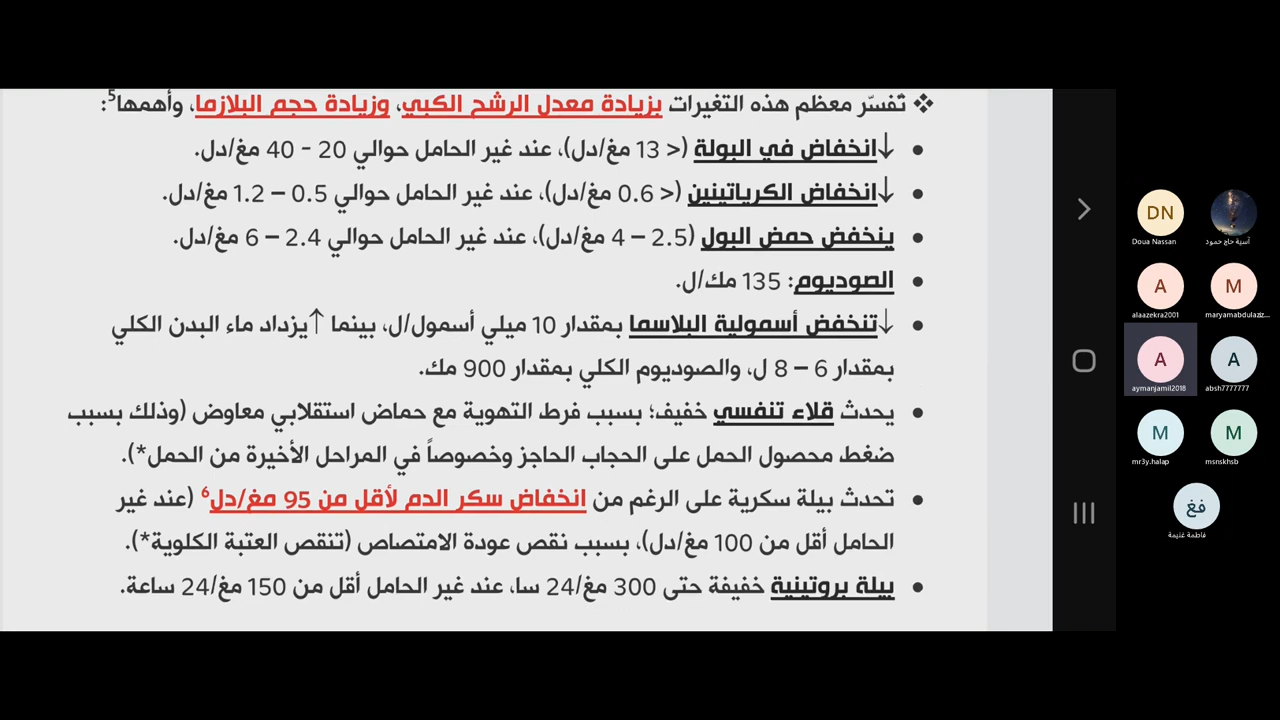 ❖ تُفسّر معظم هذه التغيرات بزيادة معدل الرشح الكبي، وزيادة حجم البلازما، وأهمها5:
• ↓انخفاض في البولة (< 13 مغ/دل)، عند غير الحامل حوالي 20 - 40 مغ/دل.
• ↓انخفاض الكرياتينين (< 0.6 مغ/دل)، عند غير الحامل حوالي 0.5 – 1.2 مغ/دل.
• ينخفض حمض البول (2.5 – 4 مغ/دل)، عند غير الحامل حوالي 2.4 – 6 مغ/دل.
• الصوديوم: 135 مك/ل.
• ↓تنخفض أسمولية البلاسما بمقدار 10 ميلي أسمول/ل، بينما ↑يزداد ماء البدن الكلي
بمقدار 6 – 8 ل، والصوديوم الكلي بمقدار 900 مك.
• يحدث قلاء تنفسي خفيف؛ بسبب فرط التهوية مع حماض استقلابي معاوض (وذلك بسبب
ضغط محصول الحمل على الحجاب الحاجز وخصوصاً في المراحل الأخيرة من الحمل*).
• تحدث بيلة سكرية على الرغم من انخفاض سكر الدم لأقل من 95 مغ/دل6 (عند غير
الحامل أقل من 100 مغ/دل)، بسبب نقص عودة الامتصاص (تنقص العتبة الكلوية*).
• بيلة بروتينية خفيفة حتى 300 مغ/24 سا، عند غير الحامل أقل من 150 مغ/24 ساعة.
DN
Doua Nassan
آسية حاج حمود
A
alaazekra2001
M
maryamabdulaziz...
A
aymanjamil2018
A
absh7777777
M
mr3y.halap
M
msnskhsb
فغ
فاطمة غنيمة